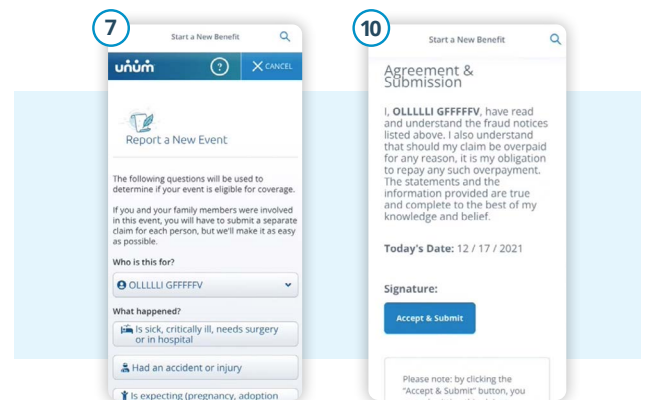 7
Start a New Benefit
unum
?
CANCEL
Report a New Event
The following questions will be used to
determine if your event is eligible for coverage.
If you and your family members were involved
in this event, you will have to submit a separate
claim for each person, but we'll make it as easy
as possible.
Who is this for?
OLLLLLI GFFFFFV
What happened?
Is sick, critically ill, needs surgery
or in hospital
Had an accident or injury
Is expecting (pregnancy, adoption
10
Start a New Benefit
Agreement &
Submission
I, OLLLLLI GFFFFFV, have read
and understand the fraud notices
listed above. I also understand
that should my claim be overpaid
for any reason, it is my obligation
to repay any such overpayment.
The statements and the
information provided are true
and complete to the best of my
knowledge and belief.
Today's Date: 12 / 17 / 2021
Signature:
Accept & Submit
Please note: by clicking the
"Accept & Submit" button, you